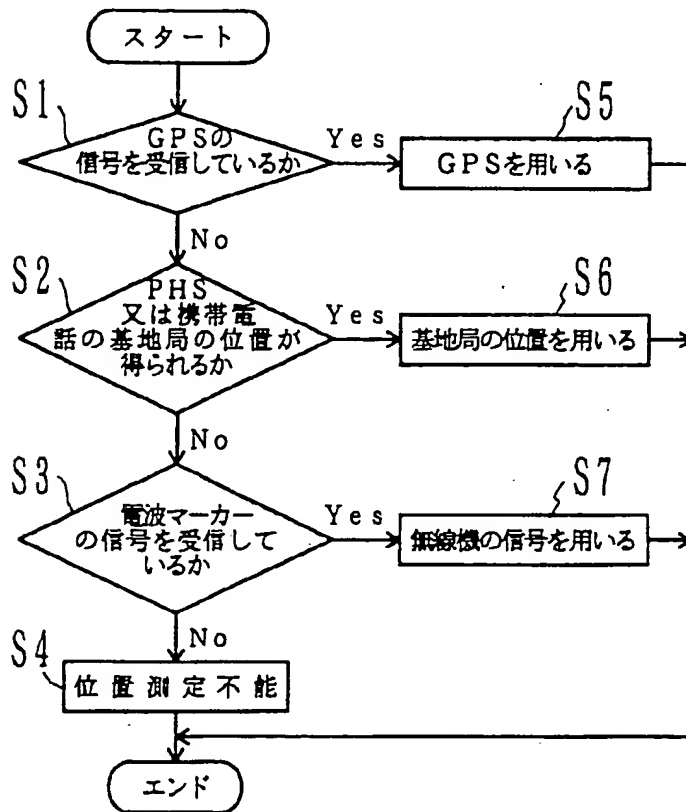 スタート
S1
GPSの
信号を受信しているか
Yes
S5
GPSを用いる
No
S2
PHS
又は携帯電
話の基地局の位置が
得られるか
Yes
S6
基地局の位置を用いる
No
S3
電波マーカー
の信号を受信して
いるか
Yes
S7
無線機の信号を用いる
No
S4
位置測定不能
エンド